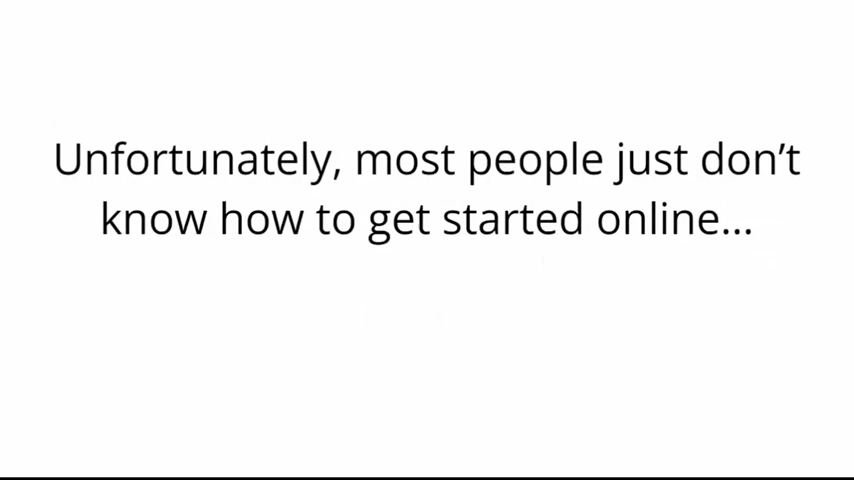 Unfortunately, most people just don’t
know how to get started online...